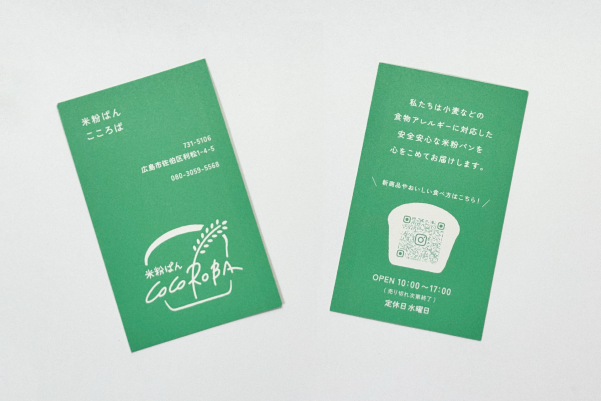 米粉ぱん
こころば
731-5106
広島市佐伯区利松1-4-5
080-3059-5568
米粉ぱん
COCOROBA
私たちは小麦などの
食物アレルギーに対応した
安全安心な米粉パンを
心をこめてお届けします。
新商品やおいしい食べ方はこちら!
OPEN 10:00〜17:00
(売り切れ次第終了)
定休日 水曜日